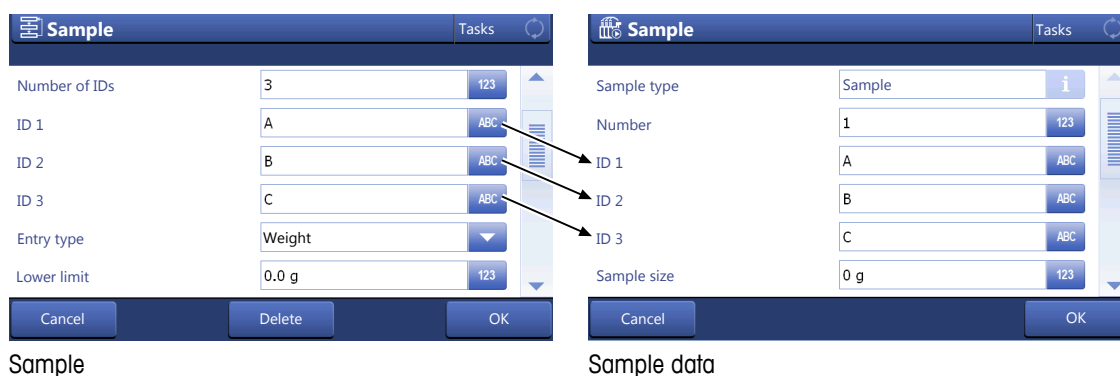 Sample Tasks
Number of IDs 3 123
ID 1 A ABC
ID 2 B ABC
ID 3 C ABC
Entry type Weight
Lower limit 0.0 g 123
Cancel Delete OK
Sample
Sample Tasks
Sample type Sample i
Number 1 123
ID 1 A ABC
ID 2 B ABC
ID 3 C ABC
Sample size 0 g 123
Cancel OK
Sample data